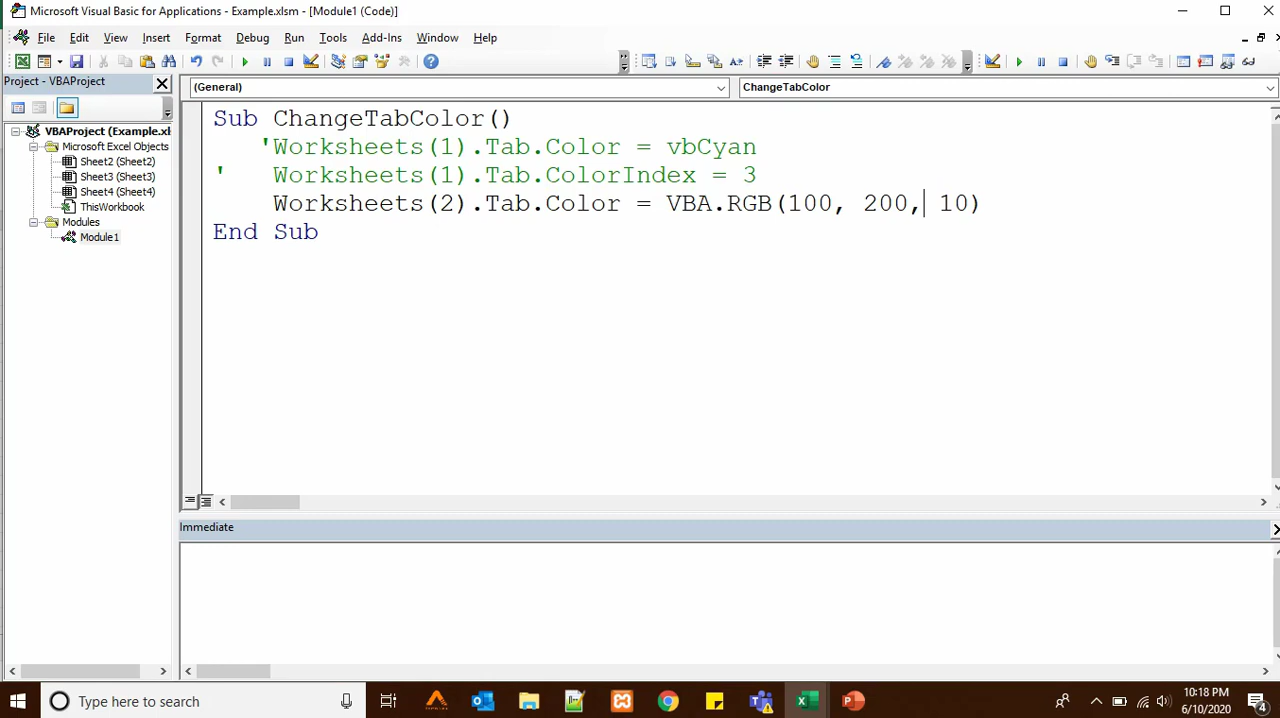 Microsoft Visual Basic for Applications - Example.xlsm - [Module1 (Code)]
File Edit View Insert Format Debug Run Tools Add-Ins Window Help
Project - VBAProject
(General)
ChangeTabColor
VBAProject (Example.xl
Microsoft Excel Objects
Sheet2 (Sheet2)
Sheet3 (Sheet3)
Sheet4 (Sheet4)
ThisWorkbook
Modules
Module1
Sub ChangeTabColor()
'Worksheets(1).Tab.Color = vbCyan
' Worksheets(1).Tab.ColorIndex = 3
Worksheets(2).Tab.Color = VBA.RGB(100, 200, 10)
End Sub
Immediate
Type here to search
10:18 PM
6/10/2020
4